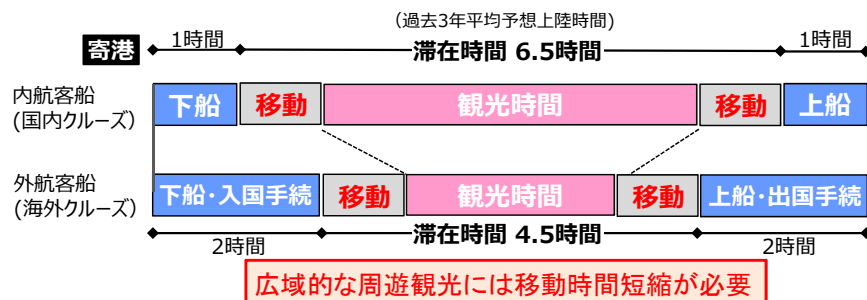 (過去3年平均予想上陸時間)
寄港 1時間 滞在時間 6.5時間 1時間
内航客船
(国内クルーズ)
下船 移動 観光時間 移動 上船
外航客船
(海外クルーズ)
下船・入国手続 移動 観光時間 移動 上船・出国手続
2時間 滞在時間 4.5時間 2時間
広域的な周遊観光には移動時間短縮が必要